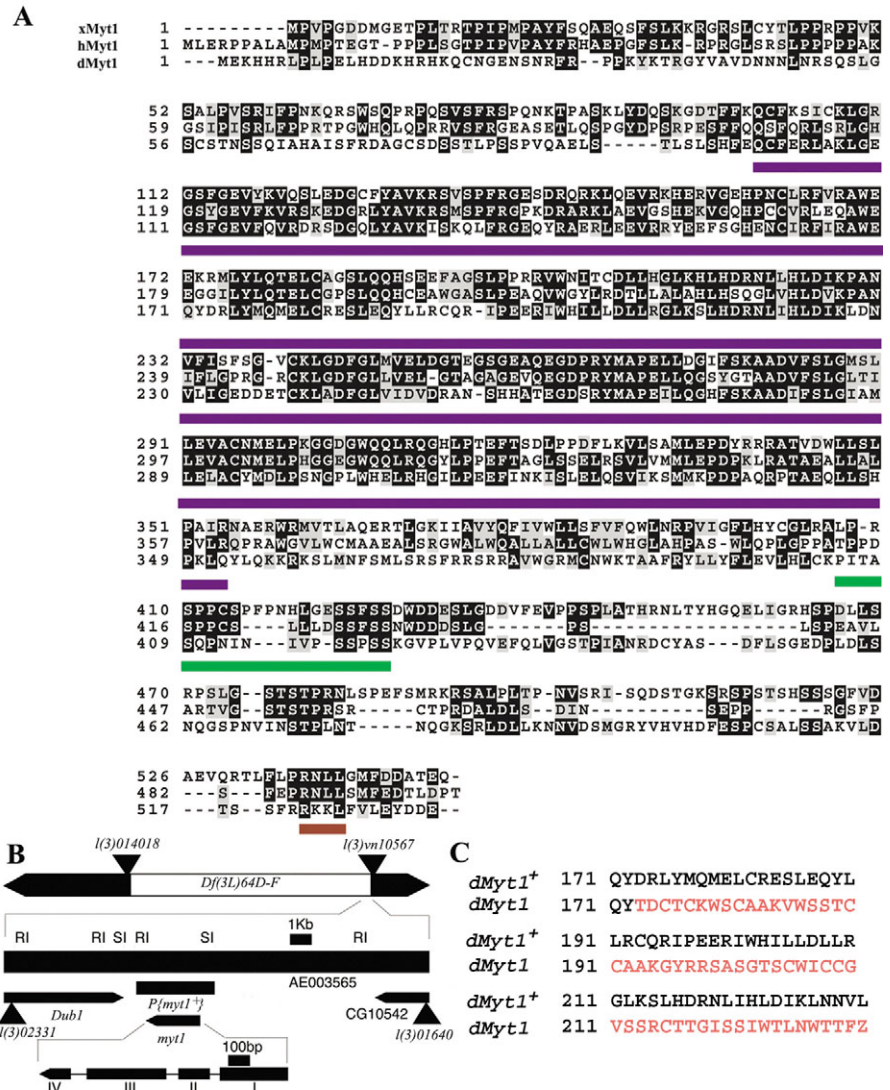 A
xMyt1 1 ---------MPVPGDDMGETPLTRTPIPMPAYFSQAEQSFSLKKRGRSLCYTLPPRPPVK
hMyt1 1 MLERPPALAMPMPTEGT-PPPLSGTPIPVPAYFRHAEPGFSLK-RPRGLSRSLPPPPPAK
dMyt1 1 ---MEKHHRLPLPELHDDKHRHKQCNGENSNRFR--PPKYKTRGYVAVDNNNLNRSQSLG
52 SALPVSRIFPNKQRSWSQPRPQSVSFRSPQNKTPASKLYDQSKGDTFFKQCFKSICKLGR
59 GSIPISRLFPPRTPGWHQLQPRRVSFRGEASETLQSPGYDPSRPESFFQQSFQRLSRLGH
56 SCSTNSSQIAHAISFRDAGCSDSSTLPSSPVQAELS----TLSLSHFEQCFERLAKLGE
112 GSFGEVYKVQSLEDGCFYAVKRSVSPFRGESDRQRKLQEVRKHERVGEHPNCLRFVRAWE
119 GSYGEVFKVRSKEDGRLYAVKRSMSPFRGPKDRARKLAEVGSHEKVGQHPCCVRLEQAWE
111 GSFGEVFQVRDRSDGQLYAVKISKQLFRGEQYRAERLEEVRRYEEFSGHENCIRFIRAWE
172 EKRMLYLQTELCAGSLQQHSEEFAGSLPPRRVWNITCDLLHGLKHLHDRNLLHLDIKPAN
179 EGGILYLQTELCGPSLQQHCEAWGASLPEAQVWGYLRDTLLALAHLHSQGLVHLDVKPAN
171 QYDRLYMQMELCRESLEQYLLRCQR-IPEERIWHILLDLLRGLKSLHDRNLIHLDIKLDN
232 VFISFSG-VCKLGDFGLMVELDGTEGSGEAQEGDPRYMAPELLDGIFSKAADVFSLGMSL
239 IFLGPRG-RCKLGDFGLLVEL-GTAGAGEVQEGDPRYMAPELLQGSYGTAADVFSLGLTI
230 VLIGEDDETCKLADFGLVIDVDRAN-SHHATEGDSRYMAPEILQGHFSKAADIFSLGIAM
291 LEVACNMELPKGGDGWQQLRQGHLPTEFTSDLPPDFLKVLSAMLEPDYRRRATVDWLLSL
297 LEVACNMELPHGGEGWQQLRQGYLPPEFTAGLSSELRSVLVMMLEPDPKLRATAEALLAL
289 LELACYMDLPSNGPLWHELRHGILPEEFINKISLELQSVIKSMMKPDPAQRPTAEQLLSH
351 PAIRNAERWRMVTLAQERTLGKIIAVYQFIVWLLSFVFQWLNRPVIGFLHYCGLRALP-R
357 PVLRQPRAWGVLWCMAAEALSRGWALWQALLALLCWLWHGLAHPAS-WLQPLGPPATPPD
349 PKLQYLQKKRKSLMNFSMLSRSFRRSRRAVWGRMCNWKTAAFRYLLYFLEVLHLCKPITA
410 SPPCSPFPNHLGESSFSSDWDDESLGDDVFEVPPSPLATHRNLTYHGQELIGRHSPDLLS
416 SPPCS---LLLDSSFSSNWDDDSLG------PS------------------LSPEAVL
409 SQPNIN---IVP-SSPSSKGVPLVPQVEFQLVGSTPIANRDCYAS---DFLSGEDPLDLS
470 RPSLG--STSTPRNLSPEFSMRKRSALPLTP-NVSRI-SQDSTGKSRSPSTSHSSSGFVD
447 ARTVG--STSTPRSR-----CTPRDALDLS--DIN--------SEPP----RGSFP
462 NQGSPNVINSTPLNT----NQGKSRLDLLKNNVDSMGRYVHVHDFESPCSALSSAKVLD
526 AEVQRTLFLPRNLLGMFDDATEQ-
482 ---S---FEPRNLLSMFEDTLDPT
517 --TS--SFRRKKLFVLEYDDE--
B
l(3)014018 l(3)vn10567
Df(3L)64D-F
1Kb
RI RI SI RI SI RI
AE003565
Dub1 P{myt1+} CG10542
l(3)02331 myt1 l(3)01640
100bp
IV III II I
C
dMyt1+ 171 QYDRLYMQMELCRESLEQYL
dMyt1 171 QYTDCTCKWSCAAKVWSSTC
dMyt1+ 191 LRCQRIPEERIWHILLDLLR
dMyt1 191 CAAKGYRRSASGTSCWICCG
dMyt1+ 211 GLKSLHDRNLIHLDIKLNNVL
dMyt1 211 VSSRCTTGISSIWTLNWTTFZ